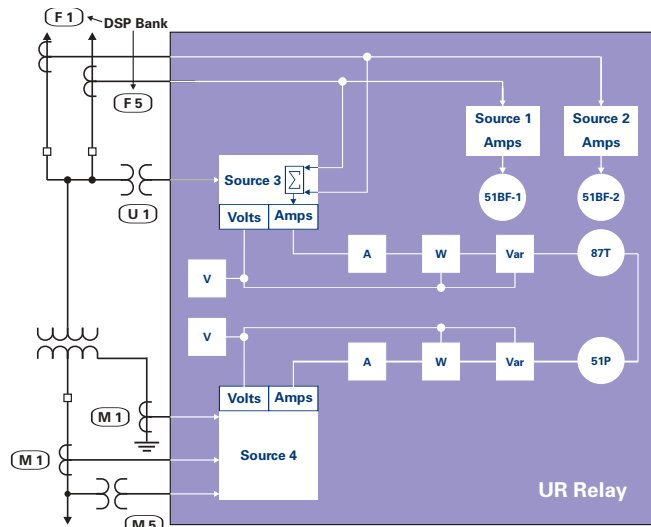 F 1
DSP Bank
F 5
Source 1
Amps
Source 2
Amps
Source 3
Σ
U 1
51BF-1
51BF-2
Volts
Amps
A
W
Var
87T
V
V
A
W
Var
51P
Volts
Amps
M 1
Source 4
M 1
UR Relay
M 5